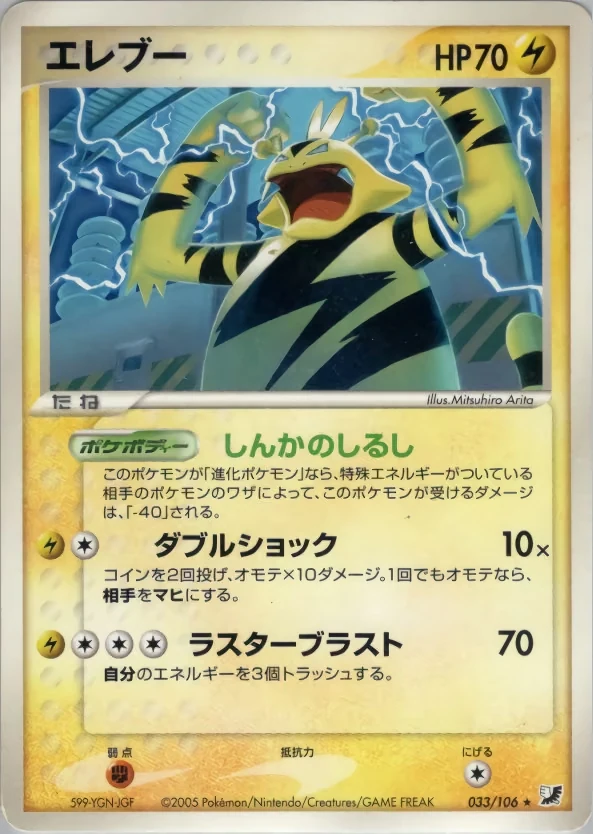 エレブー HP70
たね Illus.Mitsuhiro Arita
ポケボディー しんかのしるし
このポケモンが「進化ポケモン」なら、特殊エネルギーがついている
相手のポケモンのワザによって、このポケモンが受けるダメージ
は、「-40」される。
ダブルショック 10×
コインを2回投げ、オモテ×10ダメージ。1回でもオモテなら、
相手をマヒにする。
ラスターブラスト 70
自分のエネルギーを3個トラッシュする。
弱点 抵抗力 にげる
599-YGN-JGF ©2005 Pokémon/Nintendo/Creatures/GAME FREAK 033/106 ★